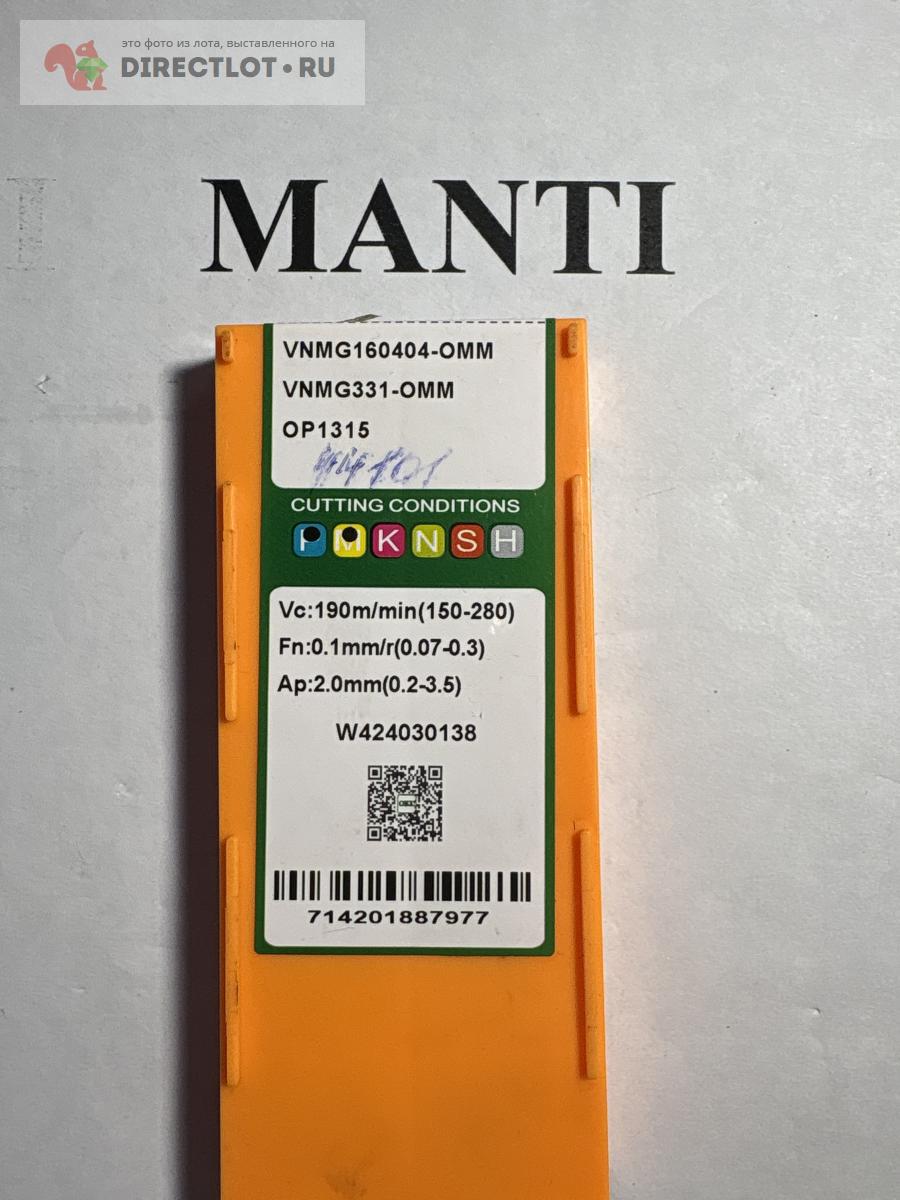 это фото из лота, выставленного на
DIRECTLOT•RU
MANTI
VNMG160404-OMM
VNMG331-OMM
OP1315
CUTTING CONDITIONS
P M K N S H
Vc:190m/min(150-280)
Fn:0.1mm/r(0.07-0.3)
Ap:2.0mm(0.2-3.5)
W424030138
714201887977